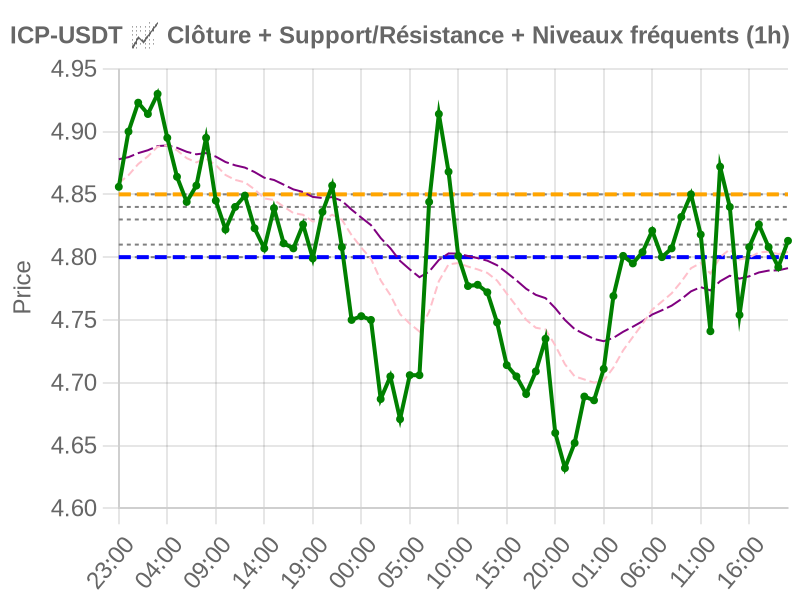 ICP-USDT 📈 Clôture + Support/Résistance + Niveaux fréquents (1h)
4.95
4.90
4.85
4.80
4.75
4.70
4.65
4.60
Price
23:00 04:00 09:00 14:00 19:00 00:00 05:00 10:00 15:00 20:00 01:00 06:00 11:00 16:00